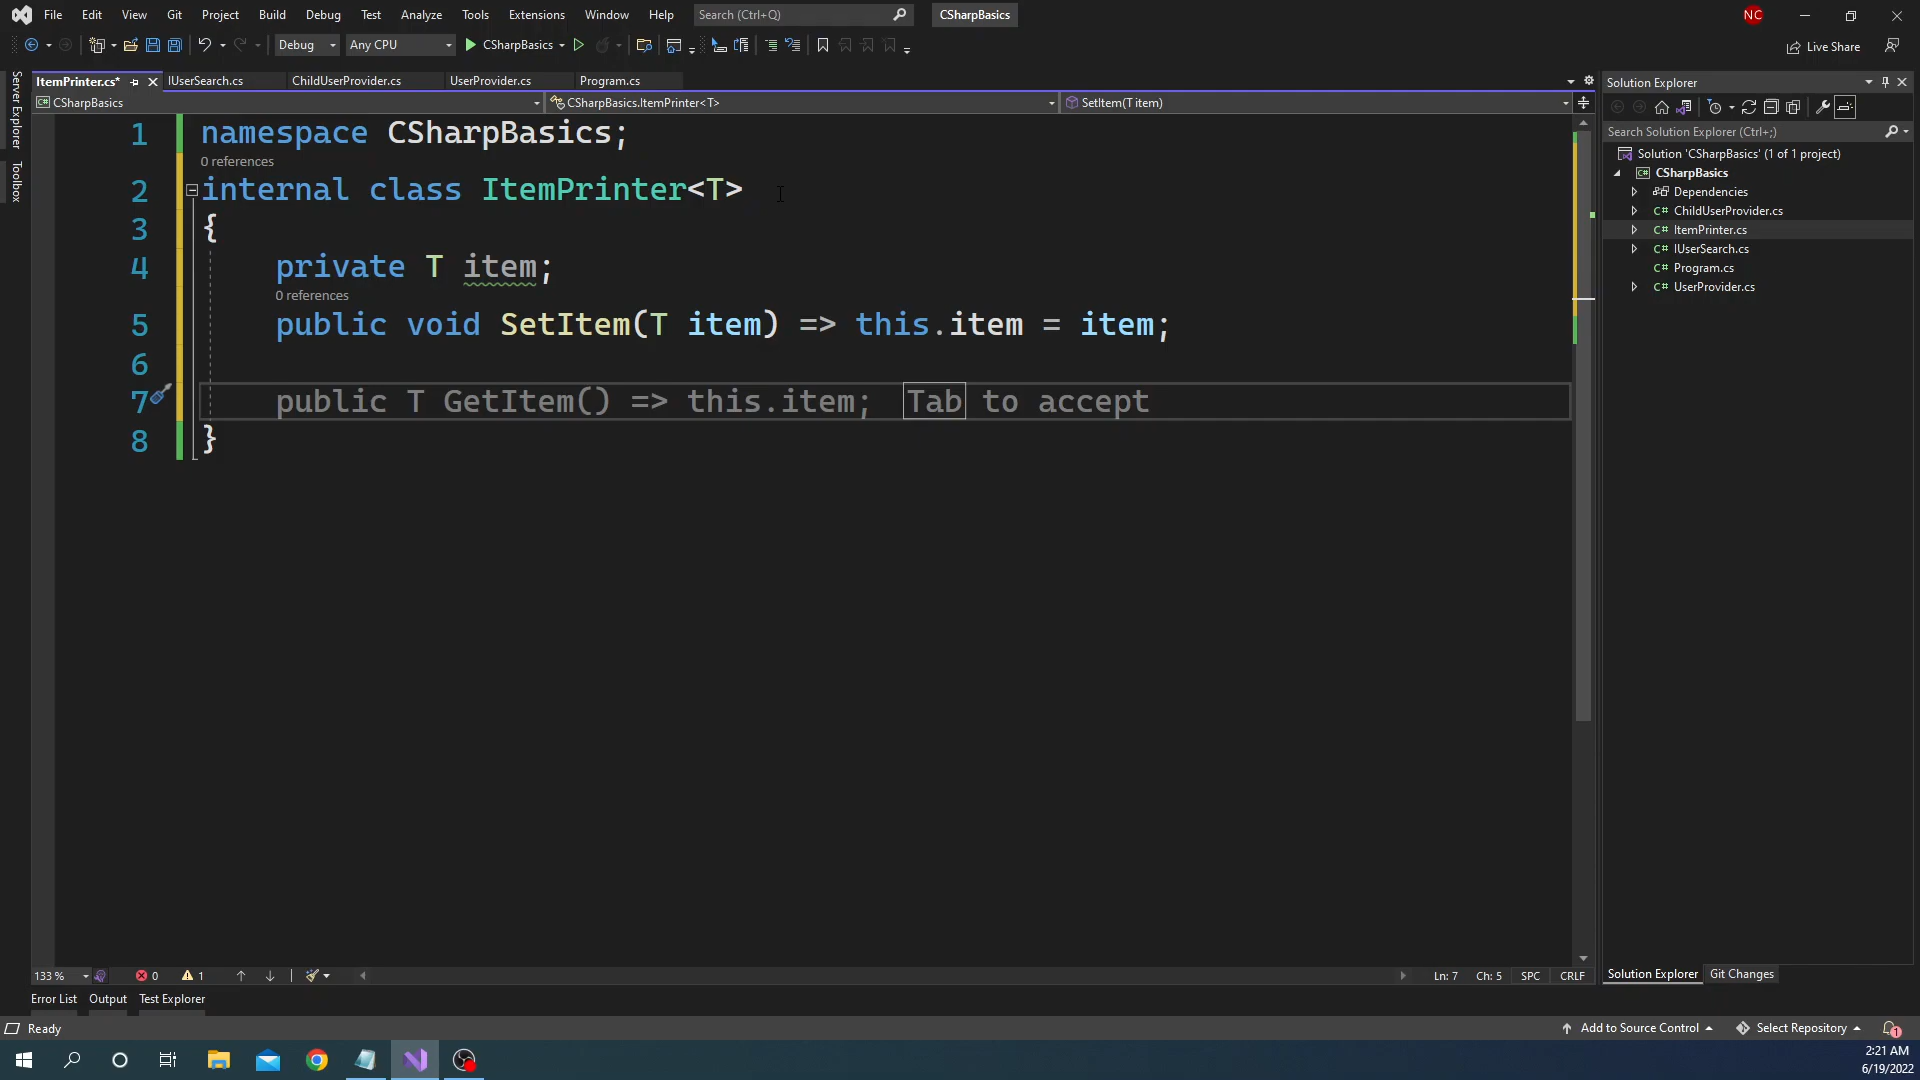 File Edit View Git Project Build Debug Test Analyze Tools Extensions Window Help Search (Ctrl+Q) CSharpBasics NC
Debug Any CPU CSharpBasics Live Share
Server Explorer
Toolbox
ItemPrinter.cs* IUserSearch.cs ChildUserProvider.cs UserProvider.cs Program.cs
CSharpBasics CSharpBasics.ItemPrinter<T> SetItem(T item)
1 namespace CSharpBasics;
0 references
2 internal class ItemPrinter<T>
3 {
4 private T item;
0 references
5 public void SetItem(T item) => this.item = item;
6
7 public T GetItem() => this.item; Tab to accept
8 }
Solution Explorer
Search Solution Explorer (Ctrl+;)
Solution 'CSharpBasics' (1 of 1 project)
CSharpBasics
Dependencies
C# ChildUserProvider.cs
C# ItemPrinter.cs
C# IUserSearch.cs
C# Program.cs
C# UserProvider.cs
133 % 0 1 Ln: 7 Ch: 5 SPC CRLF
Solution Explorer Git Changes
Error List Output Test Explorer
Ready Add to Source Control Select Repository 1
2:21 AM
6/19/2022